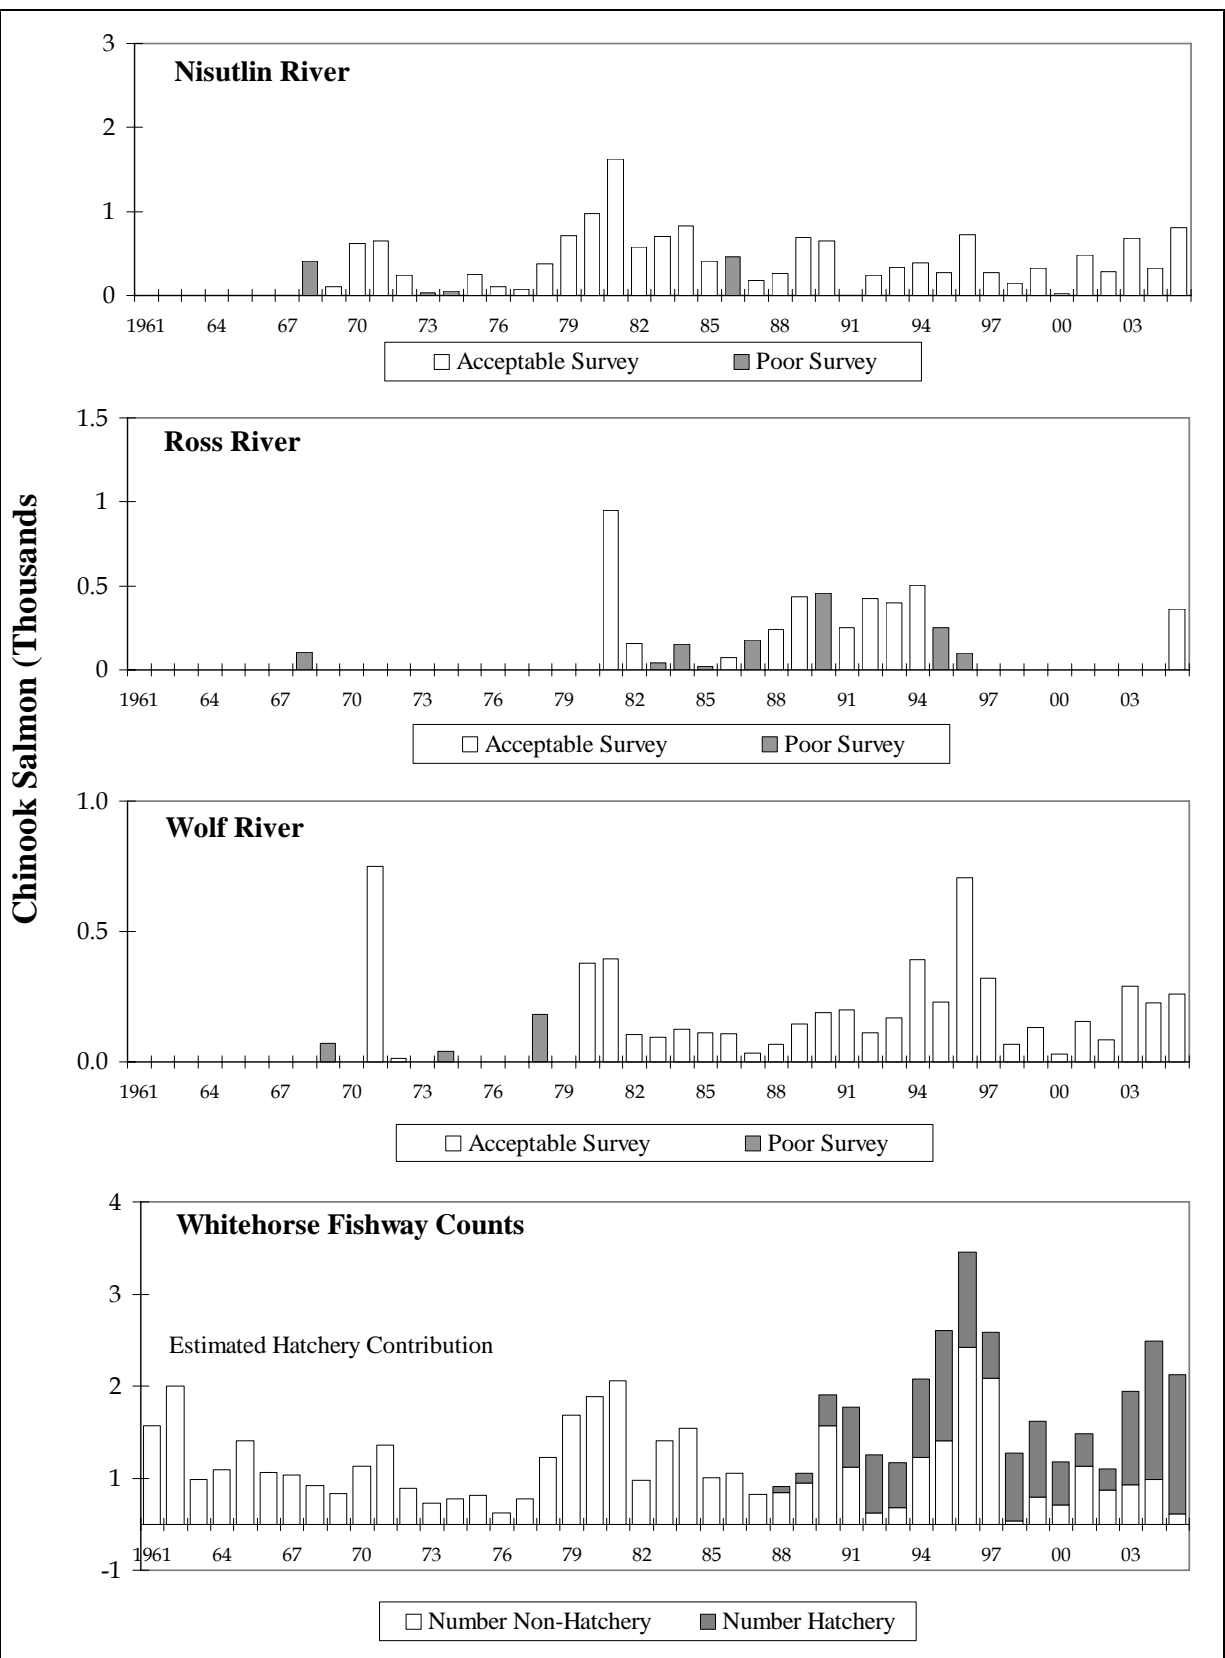 Chinook Salmon (Thousands
Nisutlin River
3
2
1
0
1961 64 67 70 73 76 79 82 85 88 91 94 97 00 03
Acceptable Survey Poor Survey
Ross River
1.5
1
0.5
0
1961 64 67 70 73 76 79 82 85 88 91 94 97 00 03
Acceptable Survey Poor Survey
Wolf River
1.0
0.5
0.0
1961 64 67 70 73 76 79 82 85 88 91 94 97 00 03
Acceptable Survey Poor Survey
Whitehorse Fishway Counts
4
3
Estimated Hatchery Contribution
2
1
1961 64 67 70 73 76 79 82 85 88 91 94 97 00 03
-1
Number Non-Hatchery Number Hatchery